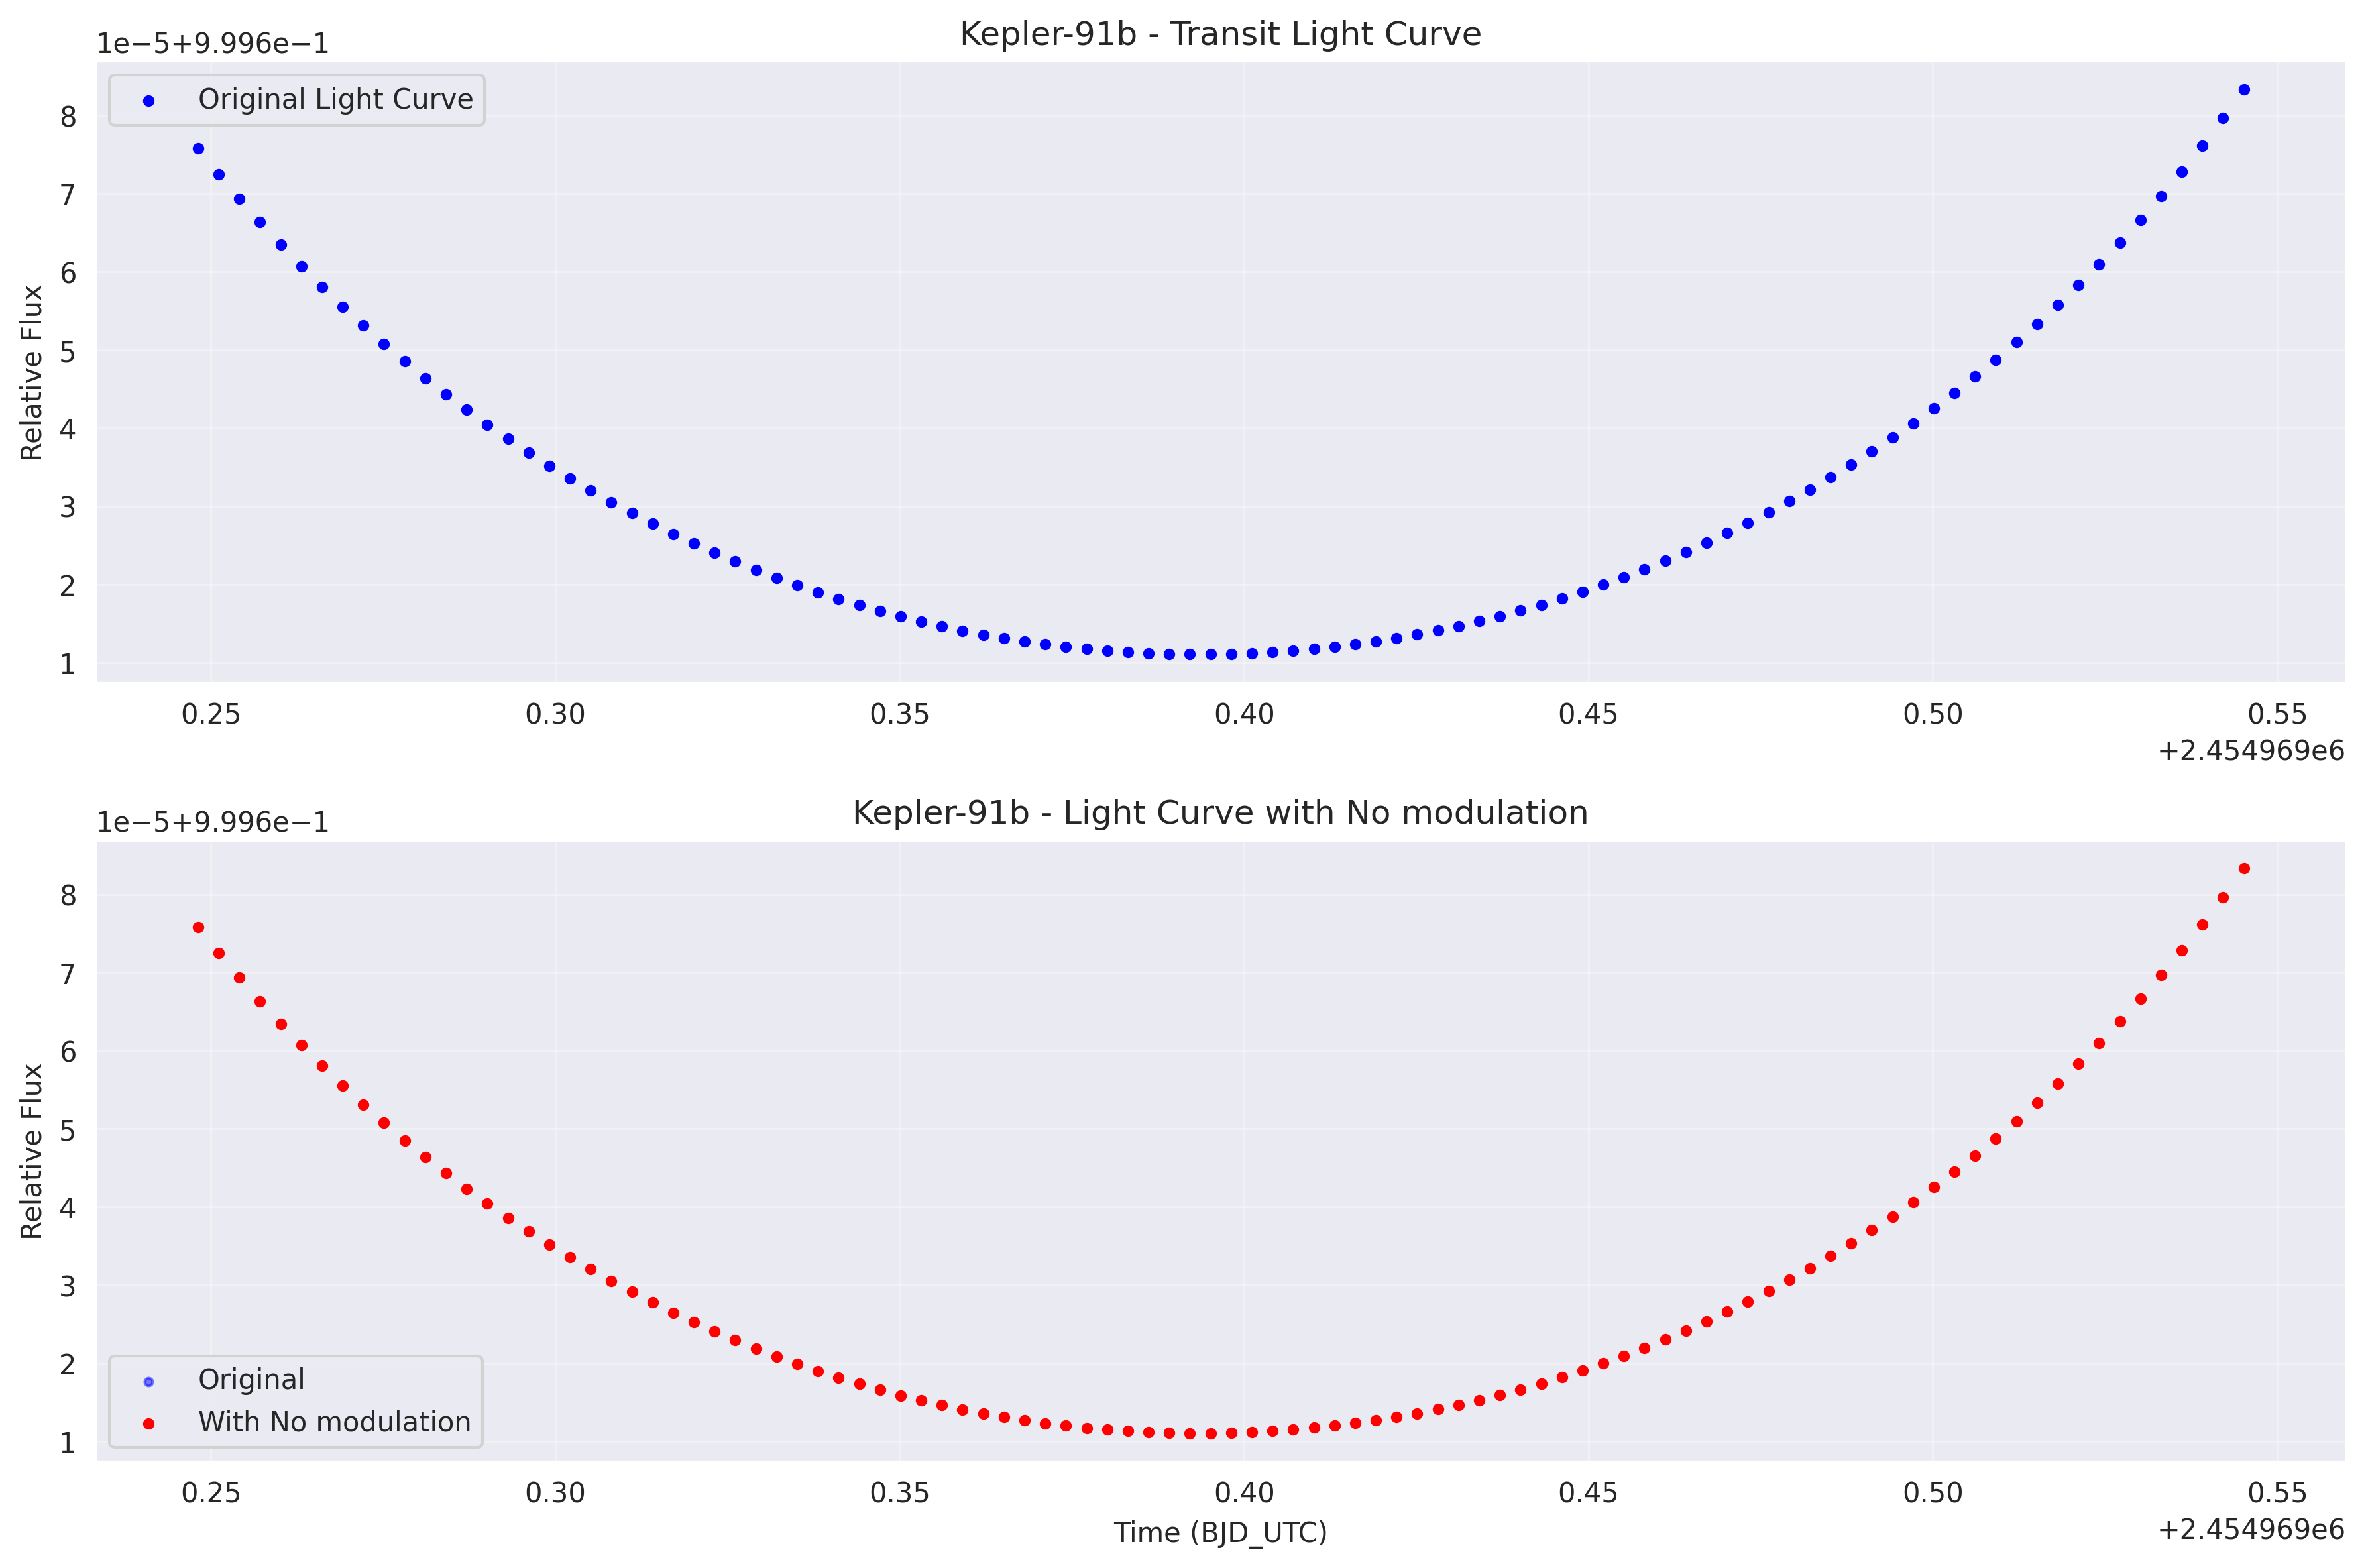 Kepler-91b - Transit Light Curve
1e−5+9.996e−1
Original Light Curve
8
7
6
5
4
3
2
1
Relative Flux
0.25 0.30 0.35 0.40 0.45 0.50 0.55
+2.454969e6
Kepler-91b - Light Curve with No modulation
1e−5+9.996e−1
8
7
6
5
4
3
2
1
Relative Flux
Original
With No modulation
0.25 0.30 0.35 0.40 0.45 0.50 0.55
Time (BJD_UTC)
+2.454969e6